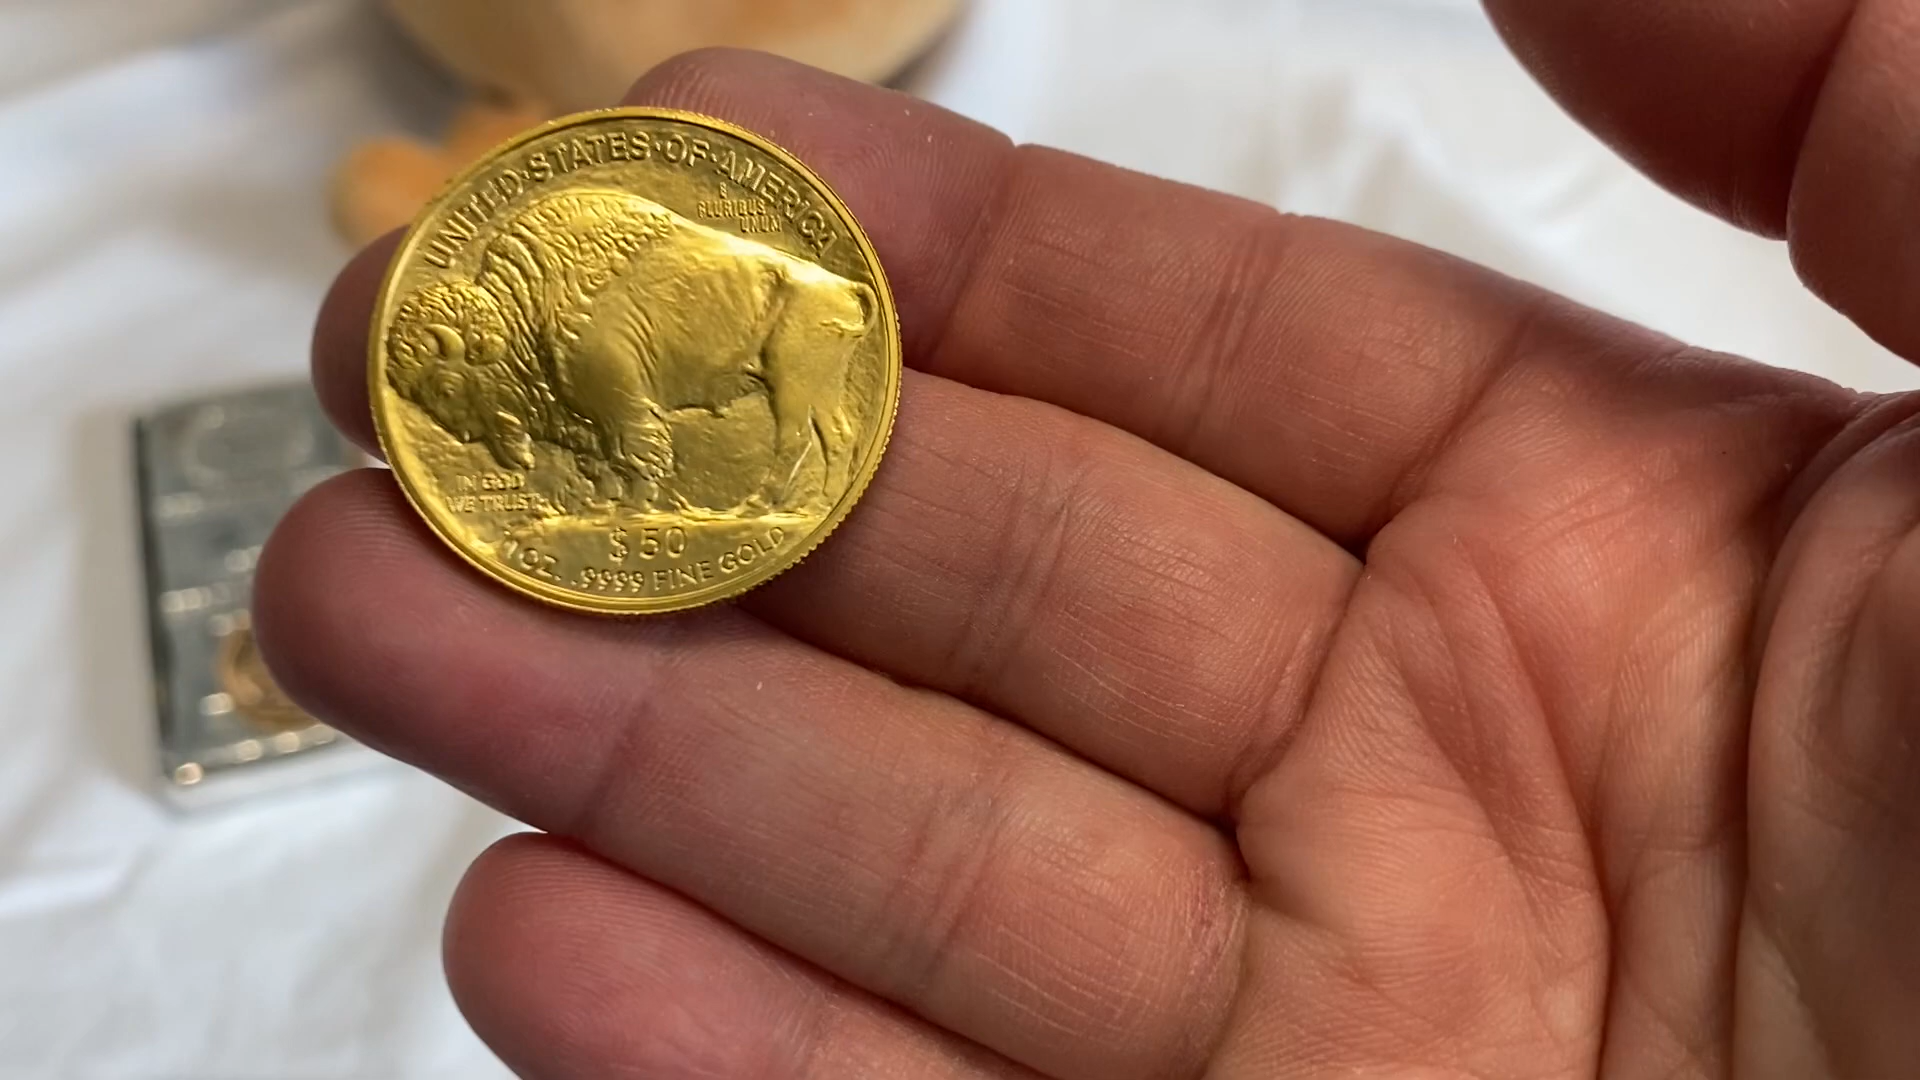 UNITED·STATES·OF·AMERICA
E
PLURIBUS
UNUM
IN GOD
WE TRUST
$50
1 OZ. .9999 FINE GOLD